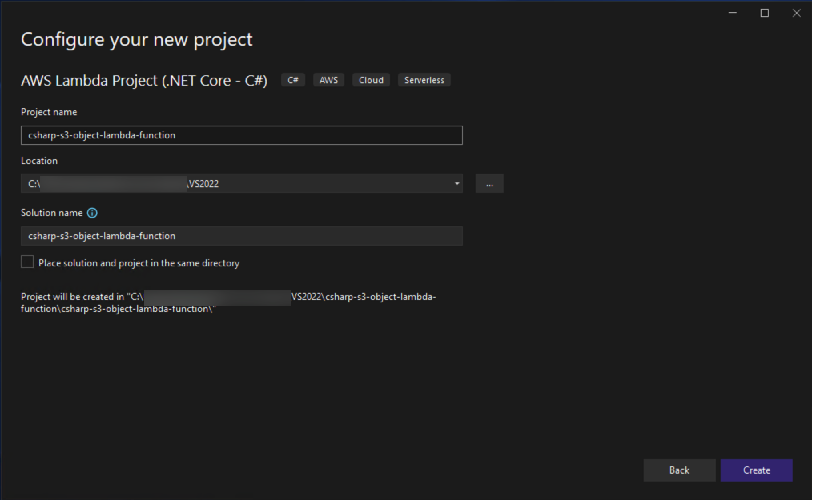 Configure your new project
AWS Lambda Project (.NET Core - C#) C# AWS Cloud Serverless
Project name
csharp-s3-object-lambda-function
Location
C:\ \VS2022 ...
Solution name
csharp-s3-object-lambda-function
Place solution and project in the same directory
Project will be created in "C:\ VS2022\csharp-s3-object-lambda-
function\csharp-s3-object-lambda-function\"
Back Create